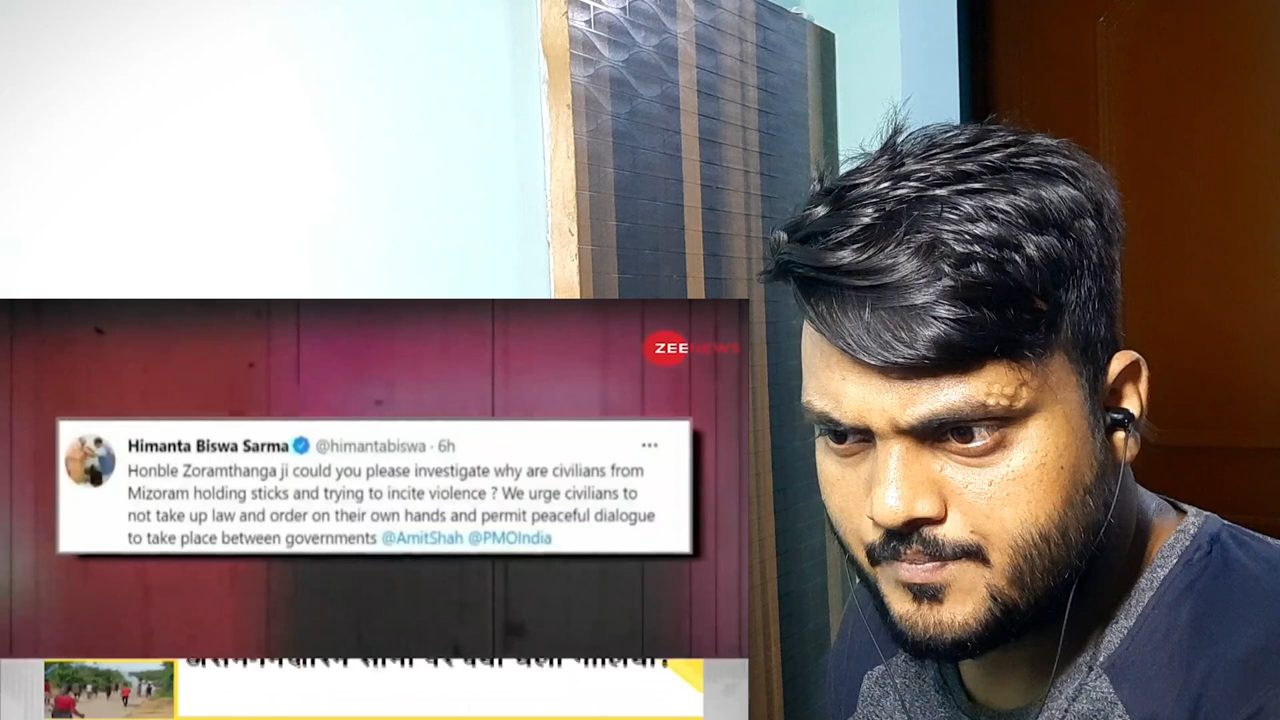 ZEE NEWS
Himanta Biswa Sarma @himantabiswa · 6h
Honble Zoramthanga ji could you please investigate why are civilians from
Mizoram holding sticks and trying to incite violence ? We urge civilians to
not take up law and order on their own hands and permit peaceful dialogue
to take place between governments @AmitShah @PMOIndia